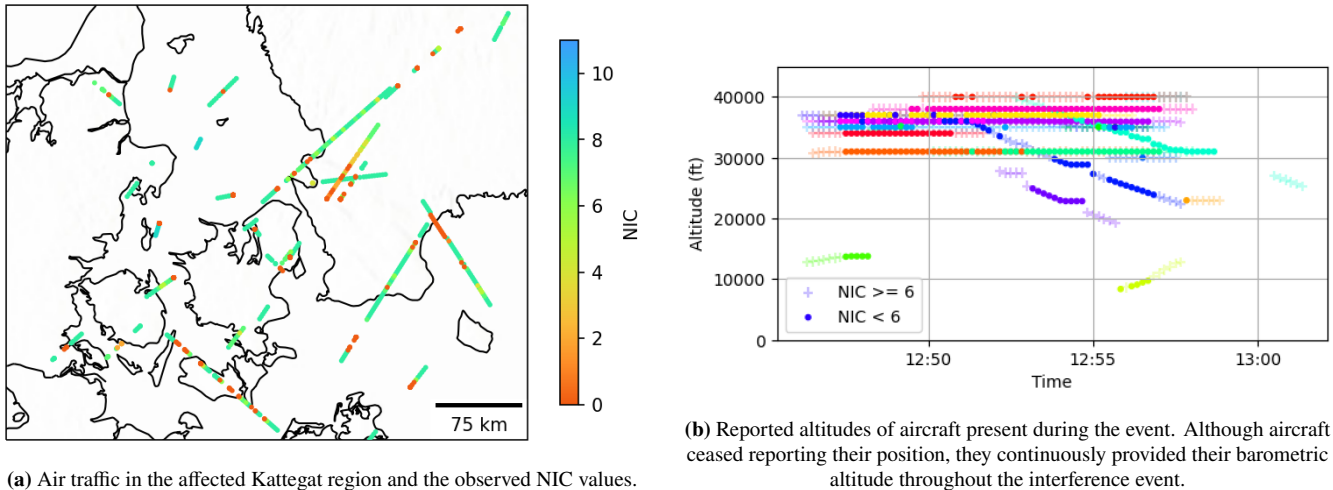 75 km
10
8
6
4
2
0
NIC
(a) Air traffic in the affected Kattegat region and the observed NIC values.
40000
30000
20000
10000
0
Altitude (ft)
NIC >= 6
NIC < 6
12:50
12:55
13:00
Time
(b) Reported altitudes of aircraft present during the event. Although aircraft
ceased reporting their position, they continuously provided their barometric
altitude throughout the interference event.